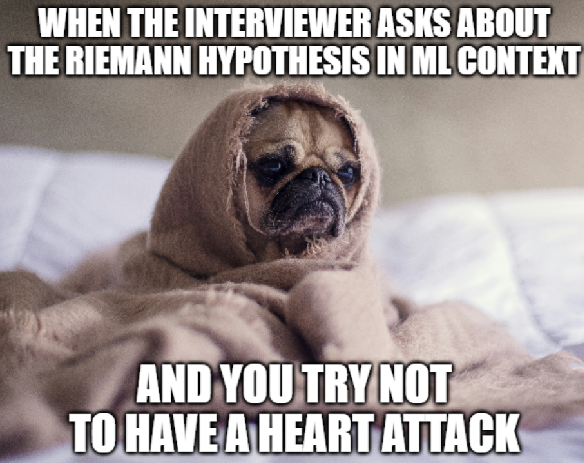 WHEN THE INTERVIEWER ASKS ABOUT
THE RIEMANN HYPOTHESIS IN ML CONTEXT
AND YOU TRY NOT
TO HAVE A HEART ATTACK